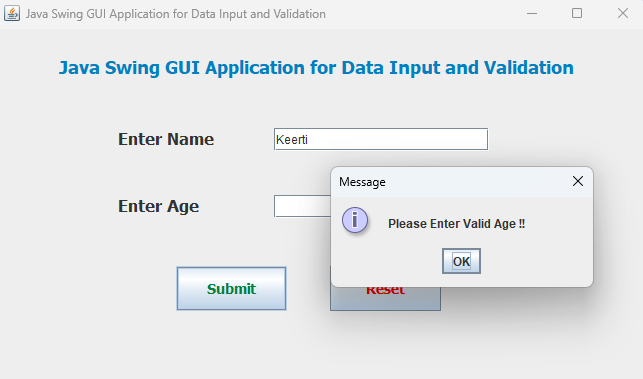 Java Swing GUI Application for Data Input and Validation
Java Swing GUI Application for Data Input and Validation
Enter Name
Keerti
Message
Enter Age
Please Enter Valid Age !!
OK
Submit
Reset